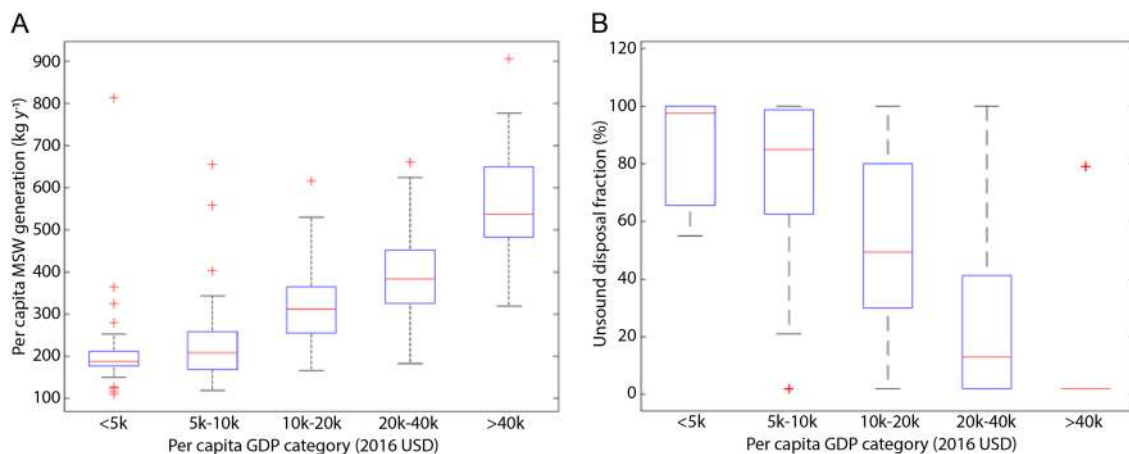 A
Per capita MSW generation (kg y⁻¹)
900
800
700
600
500
400
300
200
100
<5k
5k-10k
10k-20k
20k-40k
>40k
Per capita GDP category (2016 USD)
B
Unsound disposal fraction (%)
120
100
80
60
40
20
0
<5k
5k-10k
10k-20k
20k-40k
>40k
Per capita GDP category (2016 USD)